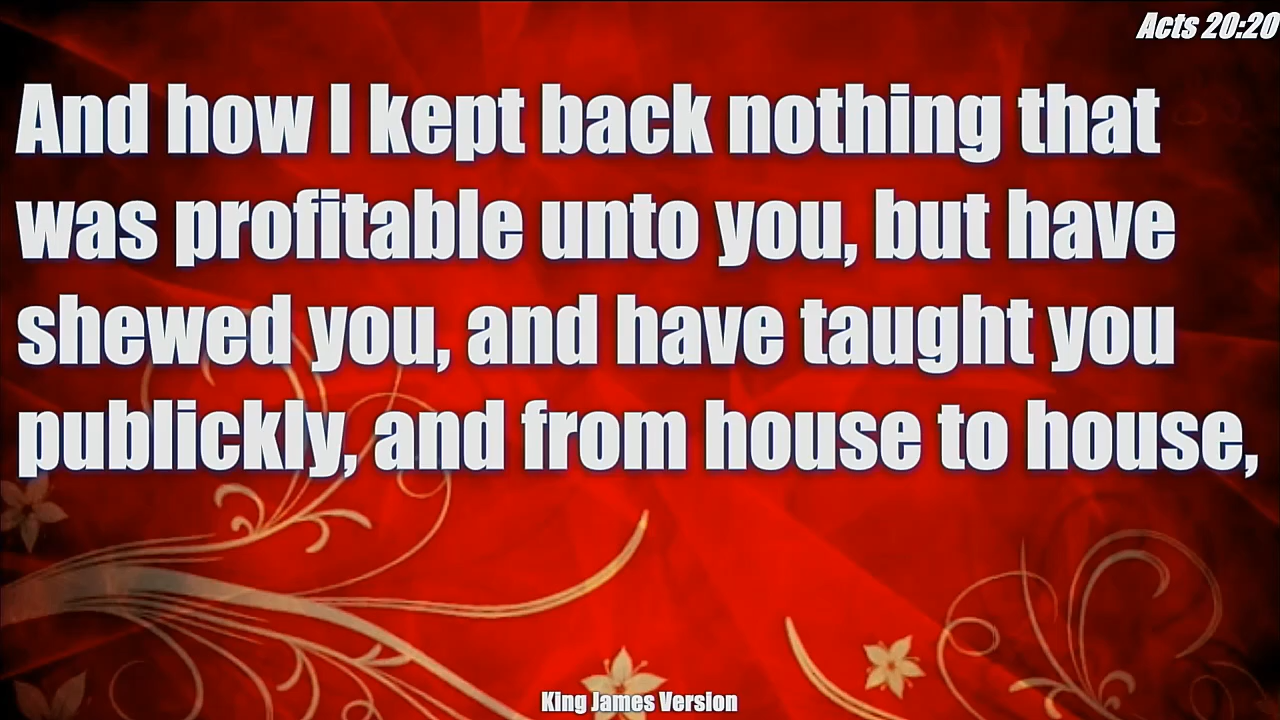 Acts 20:20
And how I kept back nothing that
was profitable unto you, but have
shewed you, and have taught you
publickly, and from house to house,
King James Version